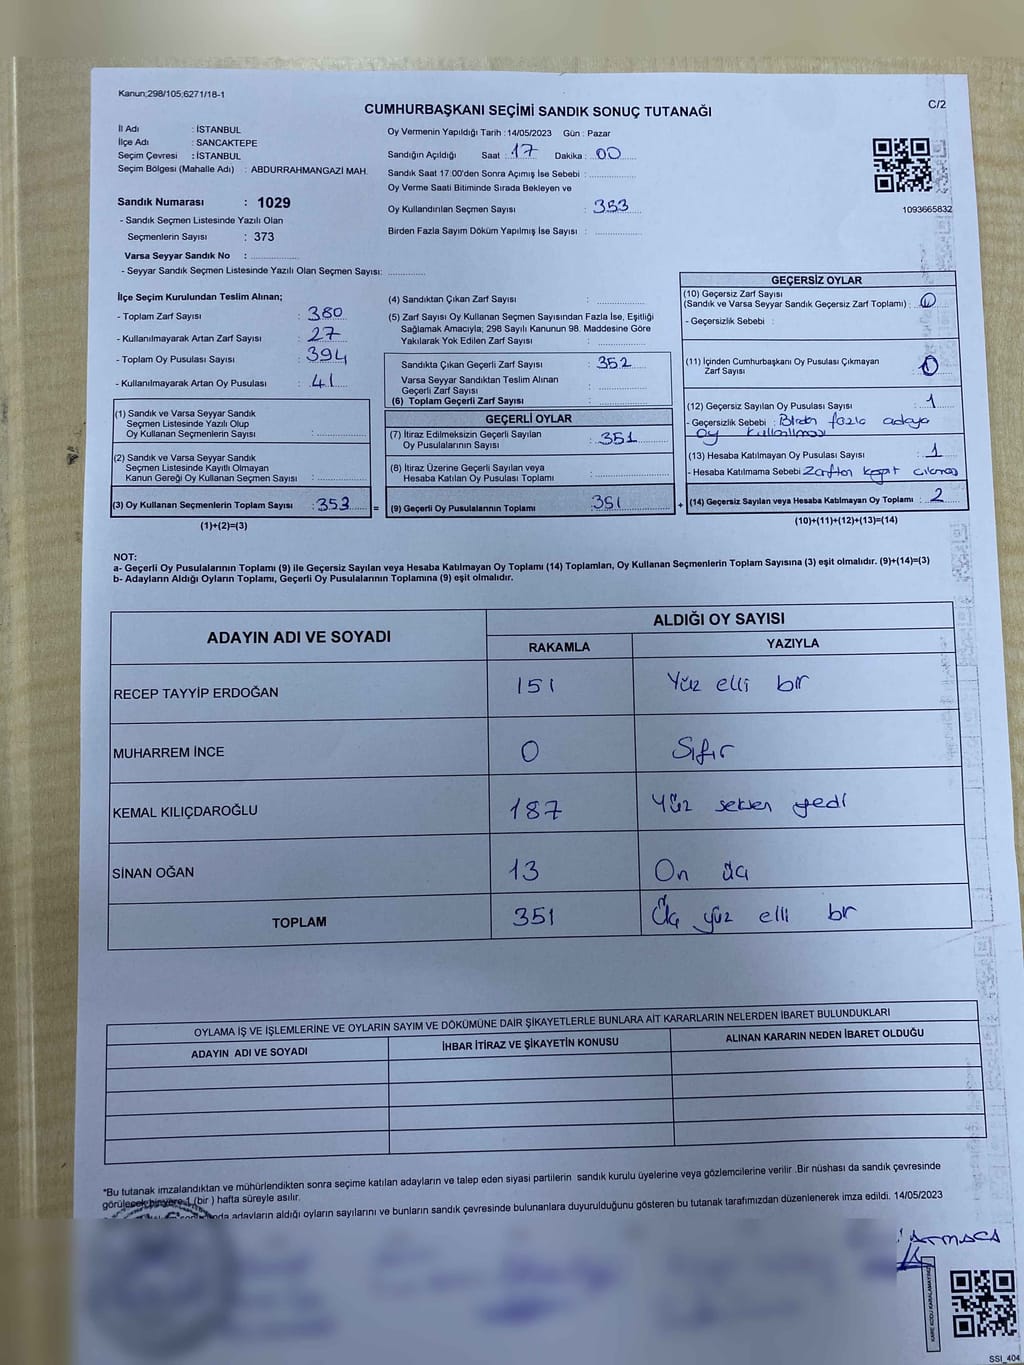 Kanun;298/105;6271/18-1
C/2
CUMHURBAŞKANI SEÇİMİ SANDIK SONUÇ TUTANAĞI
İl Adı : İSTANBUL
İlçe Adı : SANCAKTEPE
Seçim Çevresi : İSTANBUL
Seçim Bölgesi (Mahalle Adı) : ABDURRAHMANGAZİ MAH.
Sandık Numarası : 1029
- Sandık Seçmen Listesinde Yazılı Olan
Seçmenlerin Sayısı : 373
Varsa Seyyar Sandık No :
- Seyyar Sandık Seçmen Listesinde Yazılı Olan Seçmen Sayısı:
Oy Vermenin Yapıldığı Tarih : 14/05/2023 Gün : Pazar
Sandığın Açıldığı Saat 17 Dakika : 00
Sandık Saat 17:00'den Sonra Açımış İse Sebebi :
Oy Verme Saati Bitiminde Sırada Bekleyen ve
Oy Kullandırılan Seçmen Sayısı : 353
Birden Fazla Sayım Döküm Yapılmış İse Sayısı :
1093665832
İlçe Seçim Kurulundan Teslim Alınan;
- Toplam Zarf Sayısı : 380
- Kullanılmayarak Artan Zarf Sayısı : 27
- Toplam Oy Pusulası Sayısı : 394
- Kullanılmayarak Artan Oy Pusulası : 41
(1) Sandık ve Varsa Seyyar Sandık
Seçmen Listesinde Yazılı Olup
Oy Kullanan Seçmenlerin Sayısı :
(2) Sandık ve Varsa Seyyar Sandık
Seçmen Listesinde Kayıtlı Olmayan
Kanun Gereği Oy Kullanan Seçmen Sayısı :
(3) Oy Kullanan Seçmenlerin Toplam Sayısı : 353 =
(1)+(2)=(3)
(4) Sandıktan Çıkan Zarf Sayısı :
(5) Zarf Sayısı Oy Kullanan Seçmen Sayısından Fazla İse, Eşitliği
Sağlamak Amacıyla; 298 Sayılı Kanunun 98. Maddesine Göre
Yakılarak Yok Edilen Zarf Sayısı :
Sandıkta Çıkan Geçerli Zarf Sayısı : 352
Varsa Seyyar Sandıktan Teslim Alınan
Geçerli Zarf Sayısı :
(6) Toplam Geçerli Zarf Sayısı :
GEÇERLİ OYLAR
(7) İtiraz Edilmeksizin Geçerli Sayılan
Oy Pusulalarının Sayısı : 351
(8) İtiraz Üzerine Geçerli Sayılan veya
Hesaba Katılan Oy Pusulası Toplamı :
(9) Geçerli Oy Pusulalarının Toplamı : 351 +
GEÇERSİZ OYLAR
(10) Geçersiz Zarf Sayısı
(Sandık ve Varsa Seyyar Sandık Geçersiz Zarf Toplamı) : 0
- Geçersizlik Sebebi :
(11) İçinden Cumhurbaşkanı Oy Pusulası Çıkmayan
Zarf Sayısı : 0
(12) Geçersiz Sayılan Oy Pusulası Sayısı : 1
- Geçersizlik Sebebi : Birden fazla adaya
oy kullanılması
(13) Hesaba Katılmayan Oy Pusulası Sayısı : 1
- Hesaba Katılmama Sebebi Zarftan kağıt çıkması
(14) Geçersiz Sayılan veya Hesaba Katılmayan Oy Toplamı : 2
(10)+(11)+(12)+(13)=(14)
NOT:
a- Geçerli Oy Pusulalarının Toplamı (9) ile Geçersiz Sayılan veya Hesaba Katılmayan Oy Toplamı (14) Toplamları, Oy Kullanan Seçmenlerin Toplam Sayısına (3) eşit olmalıdır. (9)+(14)=(3)
b- Adayların Aldığı Oyların Toplamı, Geçerli Oy Pusulalarının Toplamına (9) eşit olmalıdır.
ADAYIN ADI VE SOYADI
ALDIĞI OY SAYISI
RAKAMLA YAZIYLA
RECEP TAYYİP ERDOĞAN 151 Yüz elli bir
MUHARREM İNCE 0 Sıfır
KEMAL KILIÇDAROĞLU 187 Yüz seksen yedi
SİNAN OĞAN 13 On üç
TOPLAM 351 Üç yüz elli bir
OYLAMA İŞ VE İŞLEMLERİNE VE OYLARIN SAYIM VE DÖKÜMÜNE DAİR ŞİKAYETLERLE BUNLARA AİT KARARLARIN NELERDEN İBARET BULUNDUKLARI
ADAYIN ADI VE SOYADI İHBAR İTİRAZ VE ŞİKAYETİN KONUSU ALINAN KARARIN NEDEN İBARET OLDUĞU
*Bu tutanak imzalandıktan ve mühürlendikten sonra seçime katılan adayların ve talep eden siyasi partilerin sandık kurulu üyelerine veya gözlemcilerine verilir .Bir nüshası da sandık çevresinde
görülecek bir yere 1 (bir ) hafta süreyle asılır.
adayların aldığı oyların sayılarını ve bunların sandık çevresinde bulunanlara duyurulduğunu gösteren bu tutanak tarafımızdan düzenlenerek imza edildi. 14/05/2023
KARE KODU KARALAMAYINIZ
SSI_404